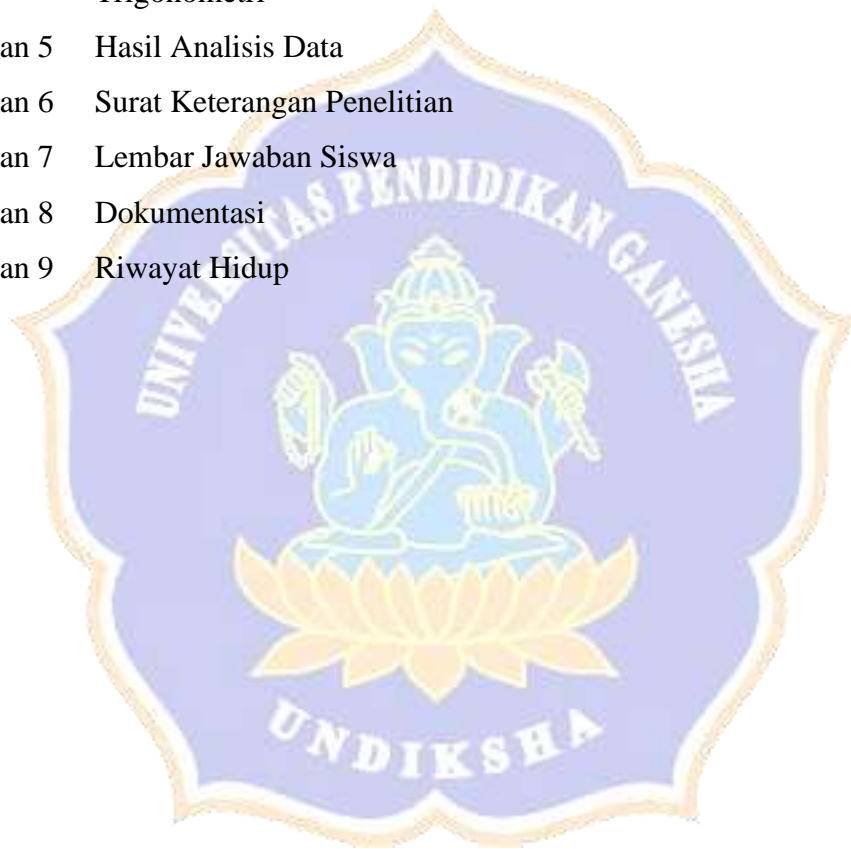 Trigonometri
an 5 Hasil Analisis Data
an 6 Surat Keterangan Penelitian
an 7 Lembar Jawaban Siswa
an 8 Dokumentasi
an 9 Riwayat Hidup
UNIVERSITAS PENDIDIKAN GANESHA
UNDIKSHA